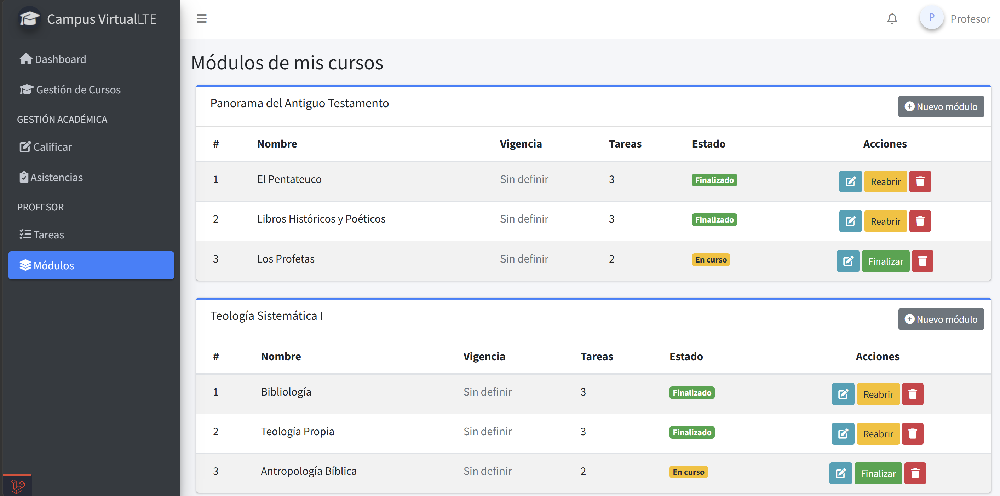 Campus VirtualLTE
P Profesor
Dashboard
Gestión de Cursos
GESTIÓN ACADÉMICA
Calificar
Asistencias
PROFESOR
Tareas
Módulos
Módulos de mis cursos
Panorama del Antiguo Testamento
Nuevo módulo
# Nombre Vigencia Tareas Estado Acciones
1 El Pentateuco Sin definir 3 Finalizado Reabrir
2 Libros Históricos y Poéticos Sin definir 3 Finalizado Reabrir
3 Los Profetas Sin definir 2 En curso Finalizar
Teología Sistemática I
Nuevo módulo
# Nombre Vigencia Tareas Estado Acciones
1 Bibliología Sin definir 3 Finalizado Reabrir
2 Teología Propia Sin definir 3 Finalizado Reabrir
3 Antropología Bíblica Sin definir 2 En curso Finalizar